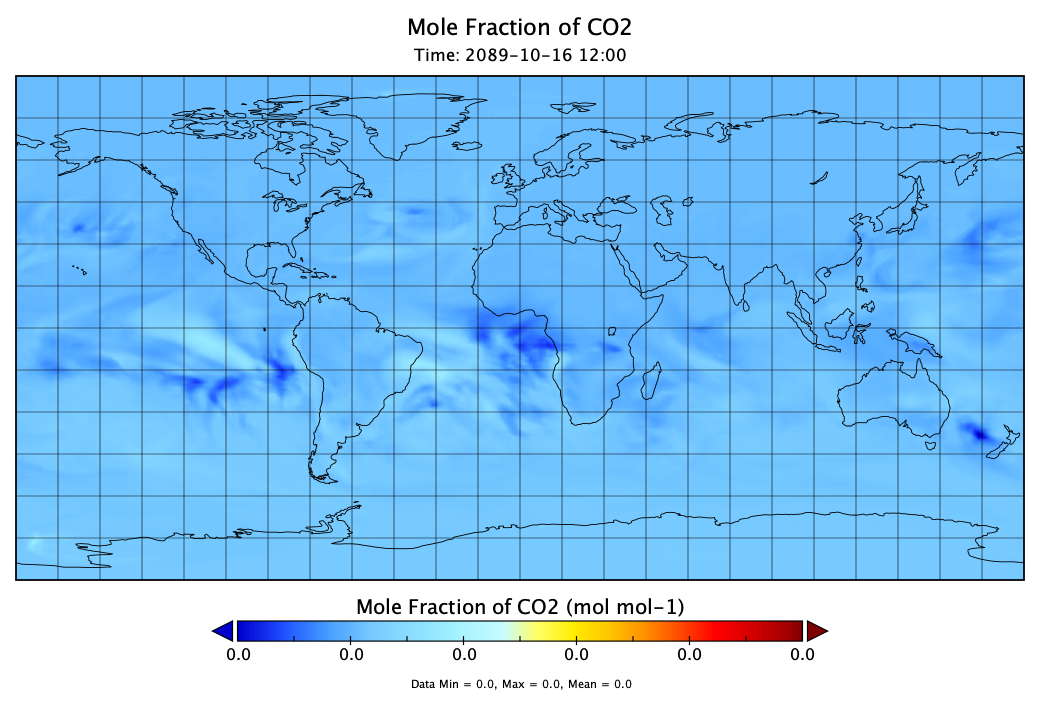 Mole Fraction of CO2
Time: 2089-10-16 12:00
Mole Fraction of CO2 (mol mol-1)
0.0 0.0 0.0 0.0 0.0 0.0
Data Min = 0.0, Max = 0.0, Mean = 0.0